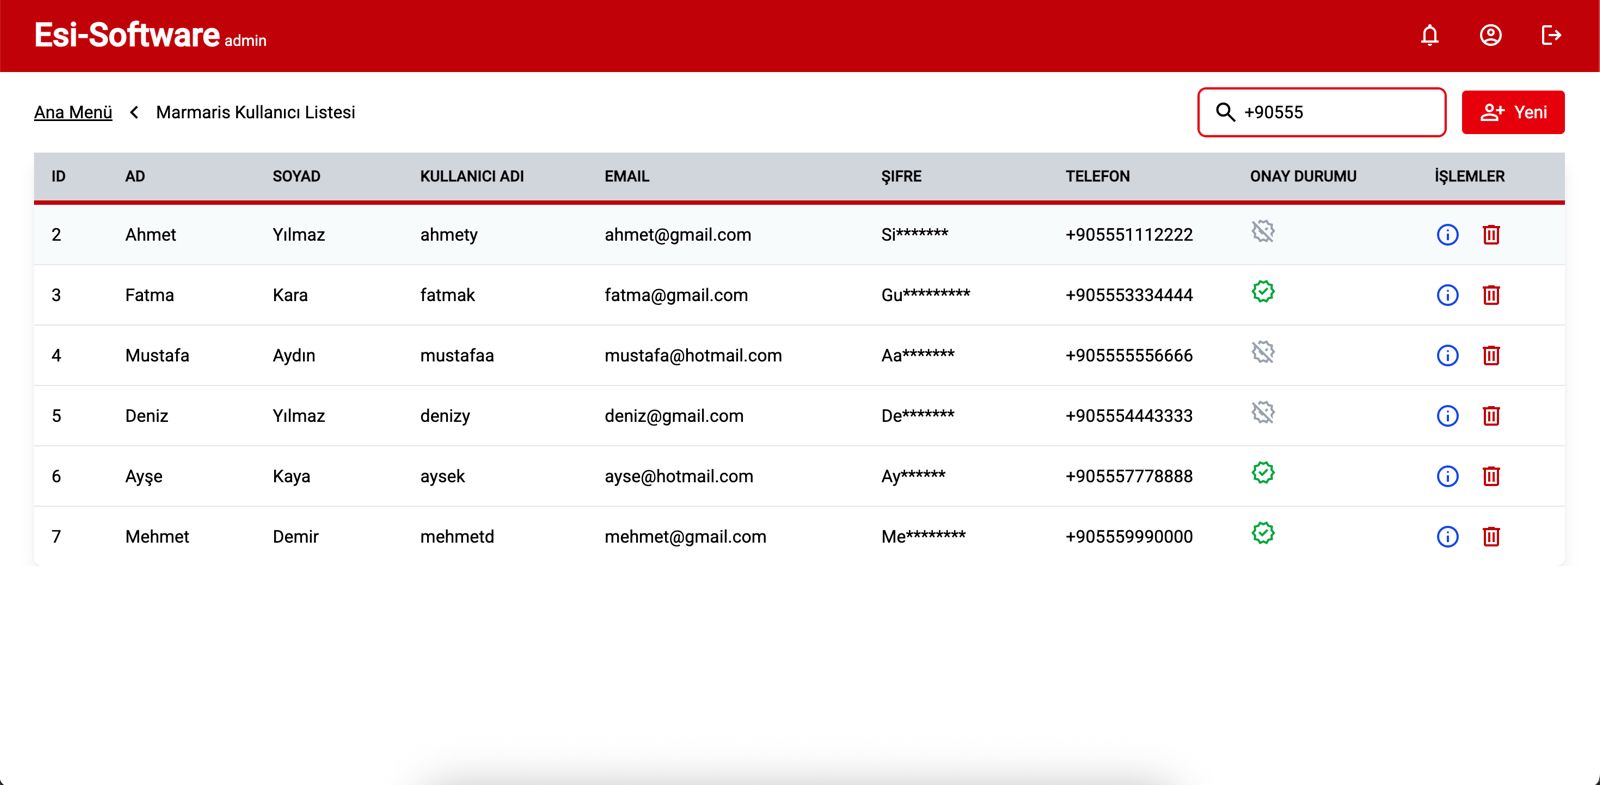 Esi-Software admin
Ana Menü Marmaris Kullanıcı Listesi +90555 Yeni
ID AD SOYAD KULLANICI ADI EMAIL ŞIFRE TELEFON ONAY DURUMU İŞLEMLER
2 Ahmet Yılmaz ahmety ahmet@gmail.com Si******* +905551112222
3 Fatma Kara fatmak fatma@gmail.com Gu********* +905553334444
4 Mustafa Aydın mustafaa mustafa@hotmail.com Aa******* +905555556666
5 Deniz Yılmaz denizy deniz@gmail.com De******* +905554443333
6 Ayşe Kaya aysek ayse@hotmail.com Ay****** +905557778888
7 Mehmet Demir mehmetd mehmet@gmail.com Me******** +905559990000